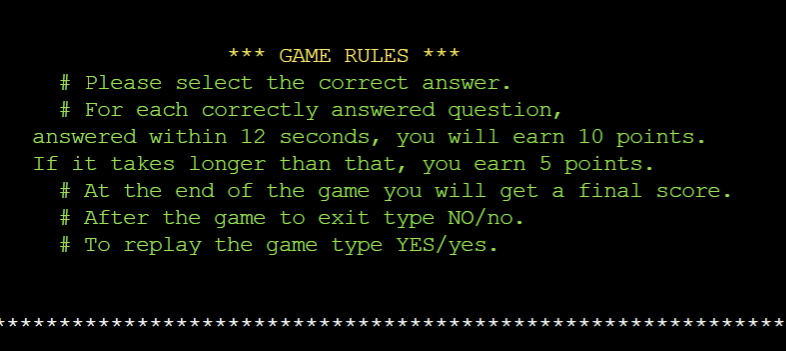 *** GAME RULES ***
# Please select the correct answer.
# For each correctly answered question,
answered within 12 seconds, you will earn 10 points.
If it takes longer than that, you earn 5 points.
# At the end of the game you will get a final score.
# After the game to exit type NO/no.
# To replay the game type YES/yes.
*************************************************************